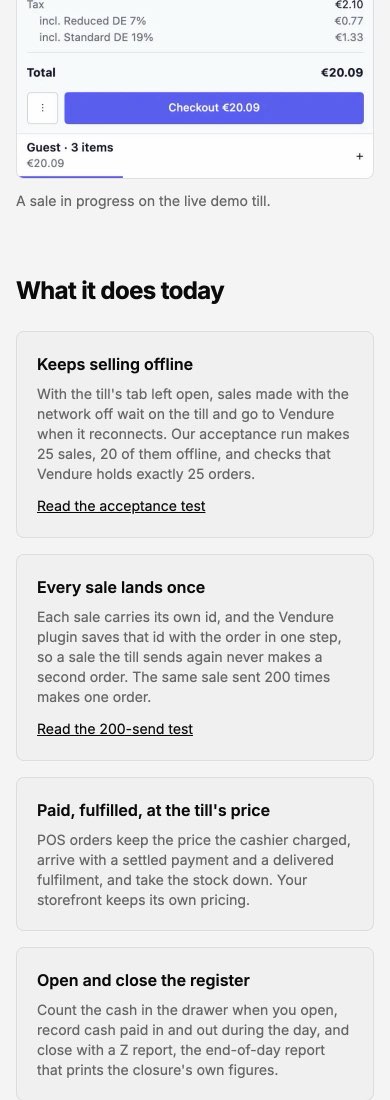 Tax €2.10
incl. Reduced DE 7% €0.77
incl. Standard DE 19% €1.33
Total €20.09
Checkout €20.09
Guest · 3 items
€20.09
+
A sale in progress on the live demo till.
What it does today
Keeps selling offline
With the till's tab left open, sales made with the
network off wait on the till and go to Vendure
when it reconnects. Our acceptance run makes
25 sales, 20 of them offline, and checks that
Vendure holds exactly 25 orders.
Read the acceptance test
Every sale lands once
Each sale carries its own id, and the Vendure
plugin saves that id with the order in one step,
so a sale the till sends again never makes a
second order. The same sale sent 200 times
makes one order.
Read the 200-send test
Paid, fulfilled, at the till's price
POS orders keep the price the cashier charged,
arrive with a settled payment and a delivered
fulfilment, and take the stock down. Your
storefront keeps its own pricing.
Open and close the register
Count the cash in the drawer when you open,
record cash paid in and out during the day, and
close with a Z report, the end-of-day report
that prints the closure's own figures.